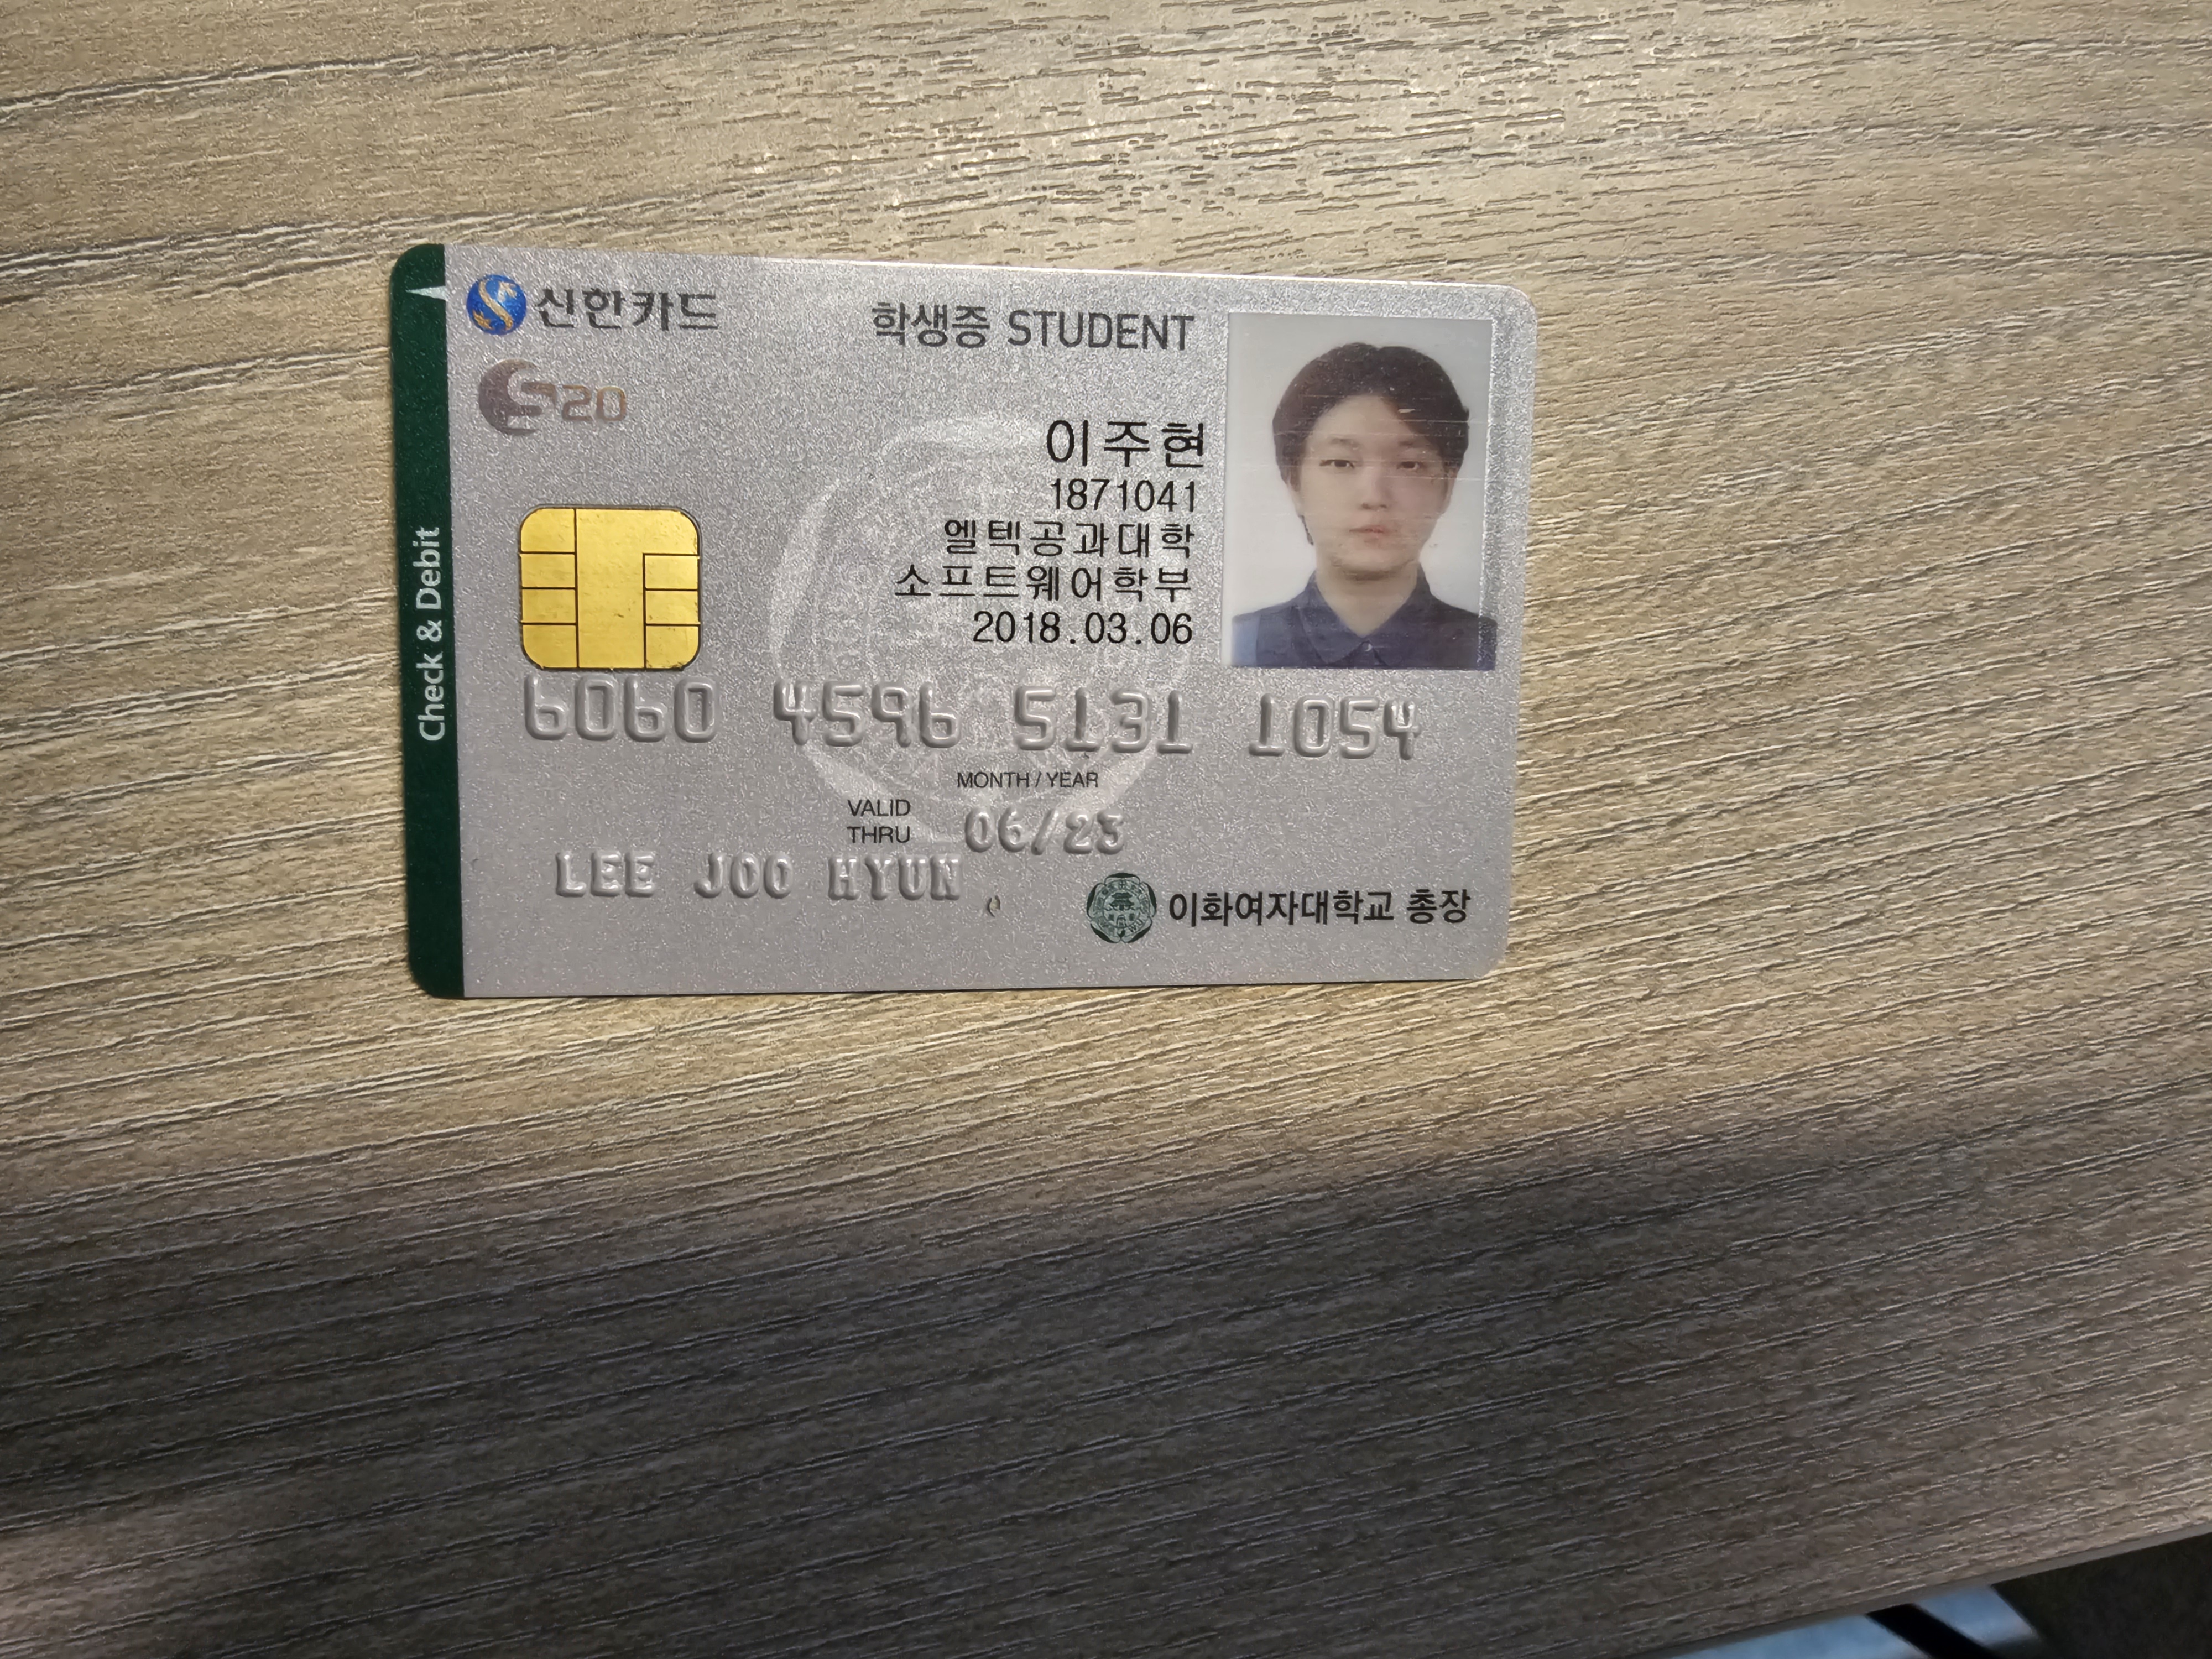 신한카드
학생증 STUDENT
S20
이주현
1871041
엘텍공과대학
소프트웨어학부
2018.03.06
Check & Debit
6060 4596 5131 1054
MONTH / YEAR
VALID
THRU 06/23
LEE JOO HYUN
이화여자대학교 총장